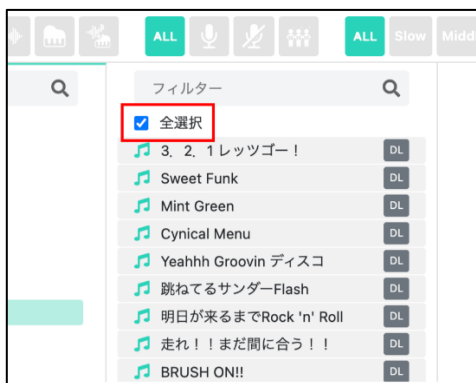 ALL ALL Slow Middl
フィルター
全選択
3．2．1レッツゴー！ DL
Sweet Funk DL
Mint Green DL
Cynical Menu DL
Yeahhh Groovin ディスコ DL
跳ねてるサンダーFlash DL
明日が来るまでRock 'n' Roll DL
走れ！！まだ間に合う！！ DL
BRUSH ON!! DL